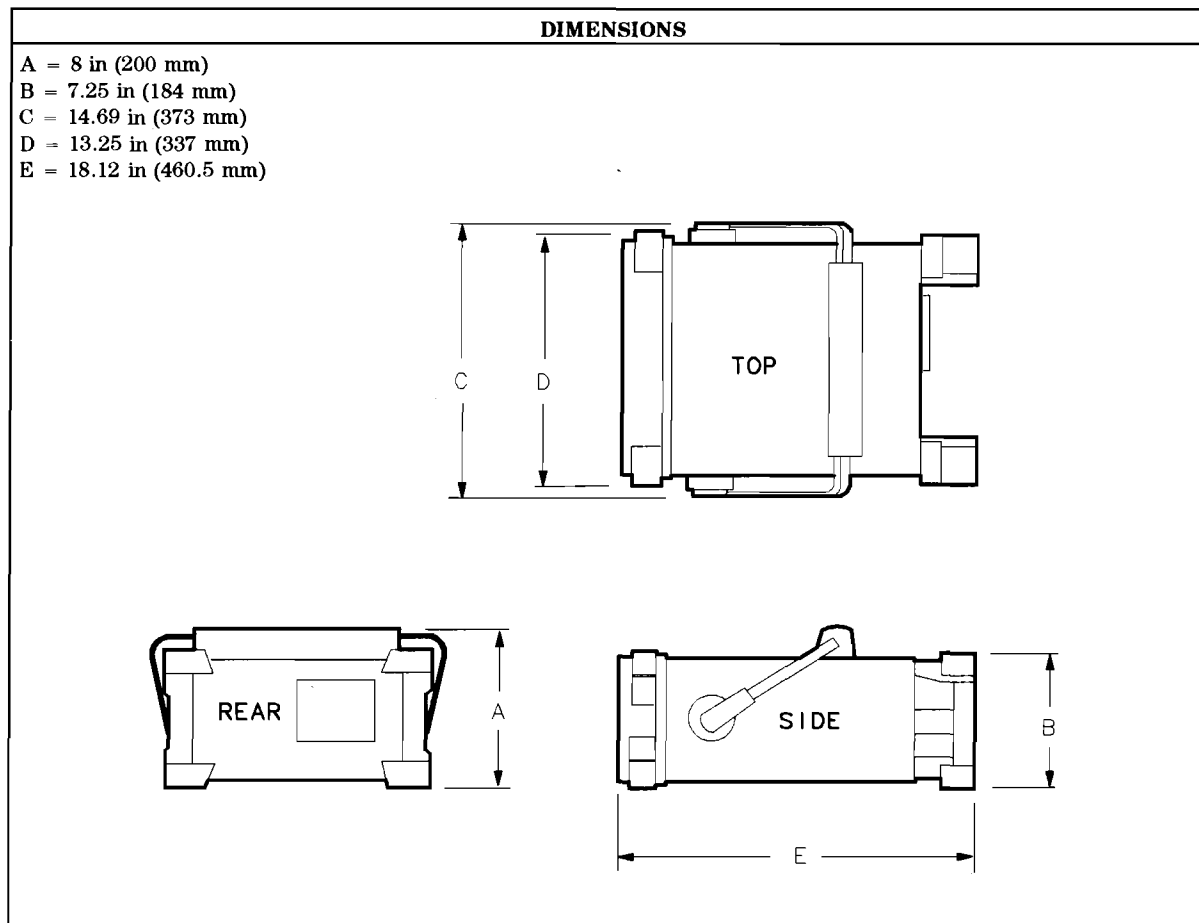 DIMENSIONS
A = 8 in (200 mm)
B = 7.25 in (184 mm)
C = 14.69 in (373 mm)
D = 13.25 in (337 mm)
E = 18.12 in (460.5 mm)
TOP
C
D
REAR
A
SIDE
B
E